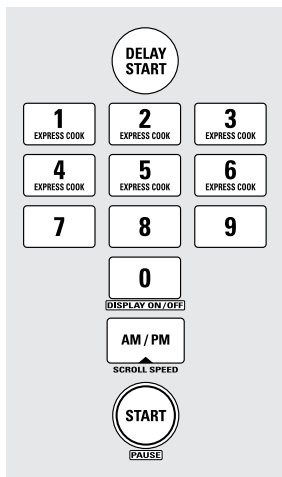 DELAY
START
1 2 3
EXPRESS COOK EXPRESS COOK EXPRESS COOK
4 5 6
EXPRESS COOK EXPRESS COOK EXPRESS COOK
7 8 9
0
DISPLAY ON/OFF
AM / PM
SCROLL SPEED
START
PAUSE